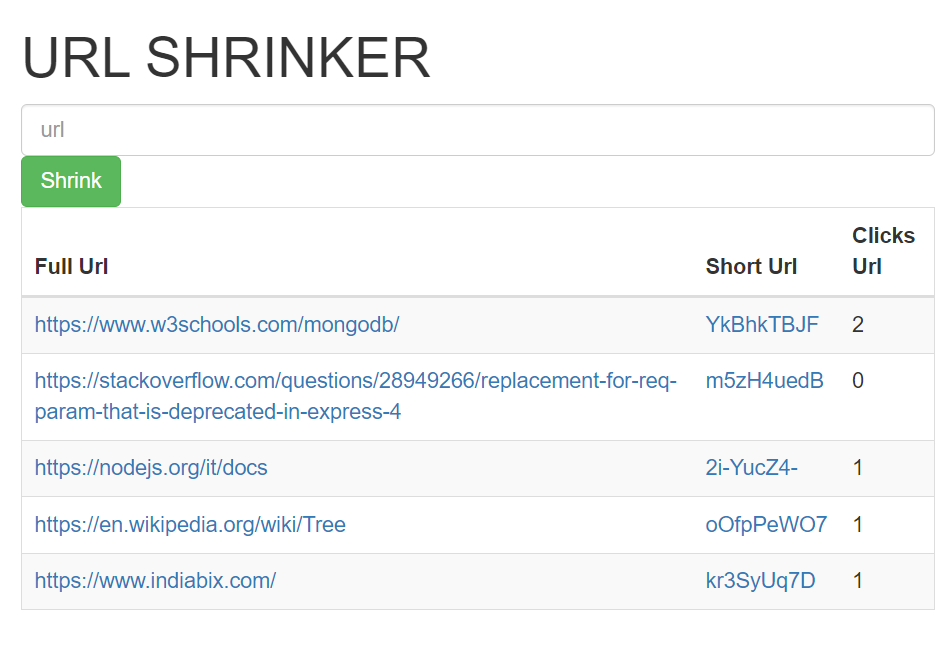 URL SHRINKER
url
Shrink
Full Url Short Url Clicks
Url
https://www.w3schools.com/mongodb/ YkBhkTBJF 2
https://stackoverflow.com/questions/28949266/replacement-for-req- m5zH4uedB 0
param-that-is-deprecated-in-express-4
https://nodejs.org/it/docs 2i-YucZ4- 1
https://en.wikipedia.org/wiki/Tree oOfpPeWO7 1
https://www.indiabix.com/ kr3SyUq7D 1